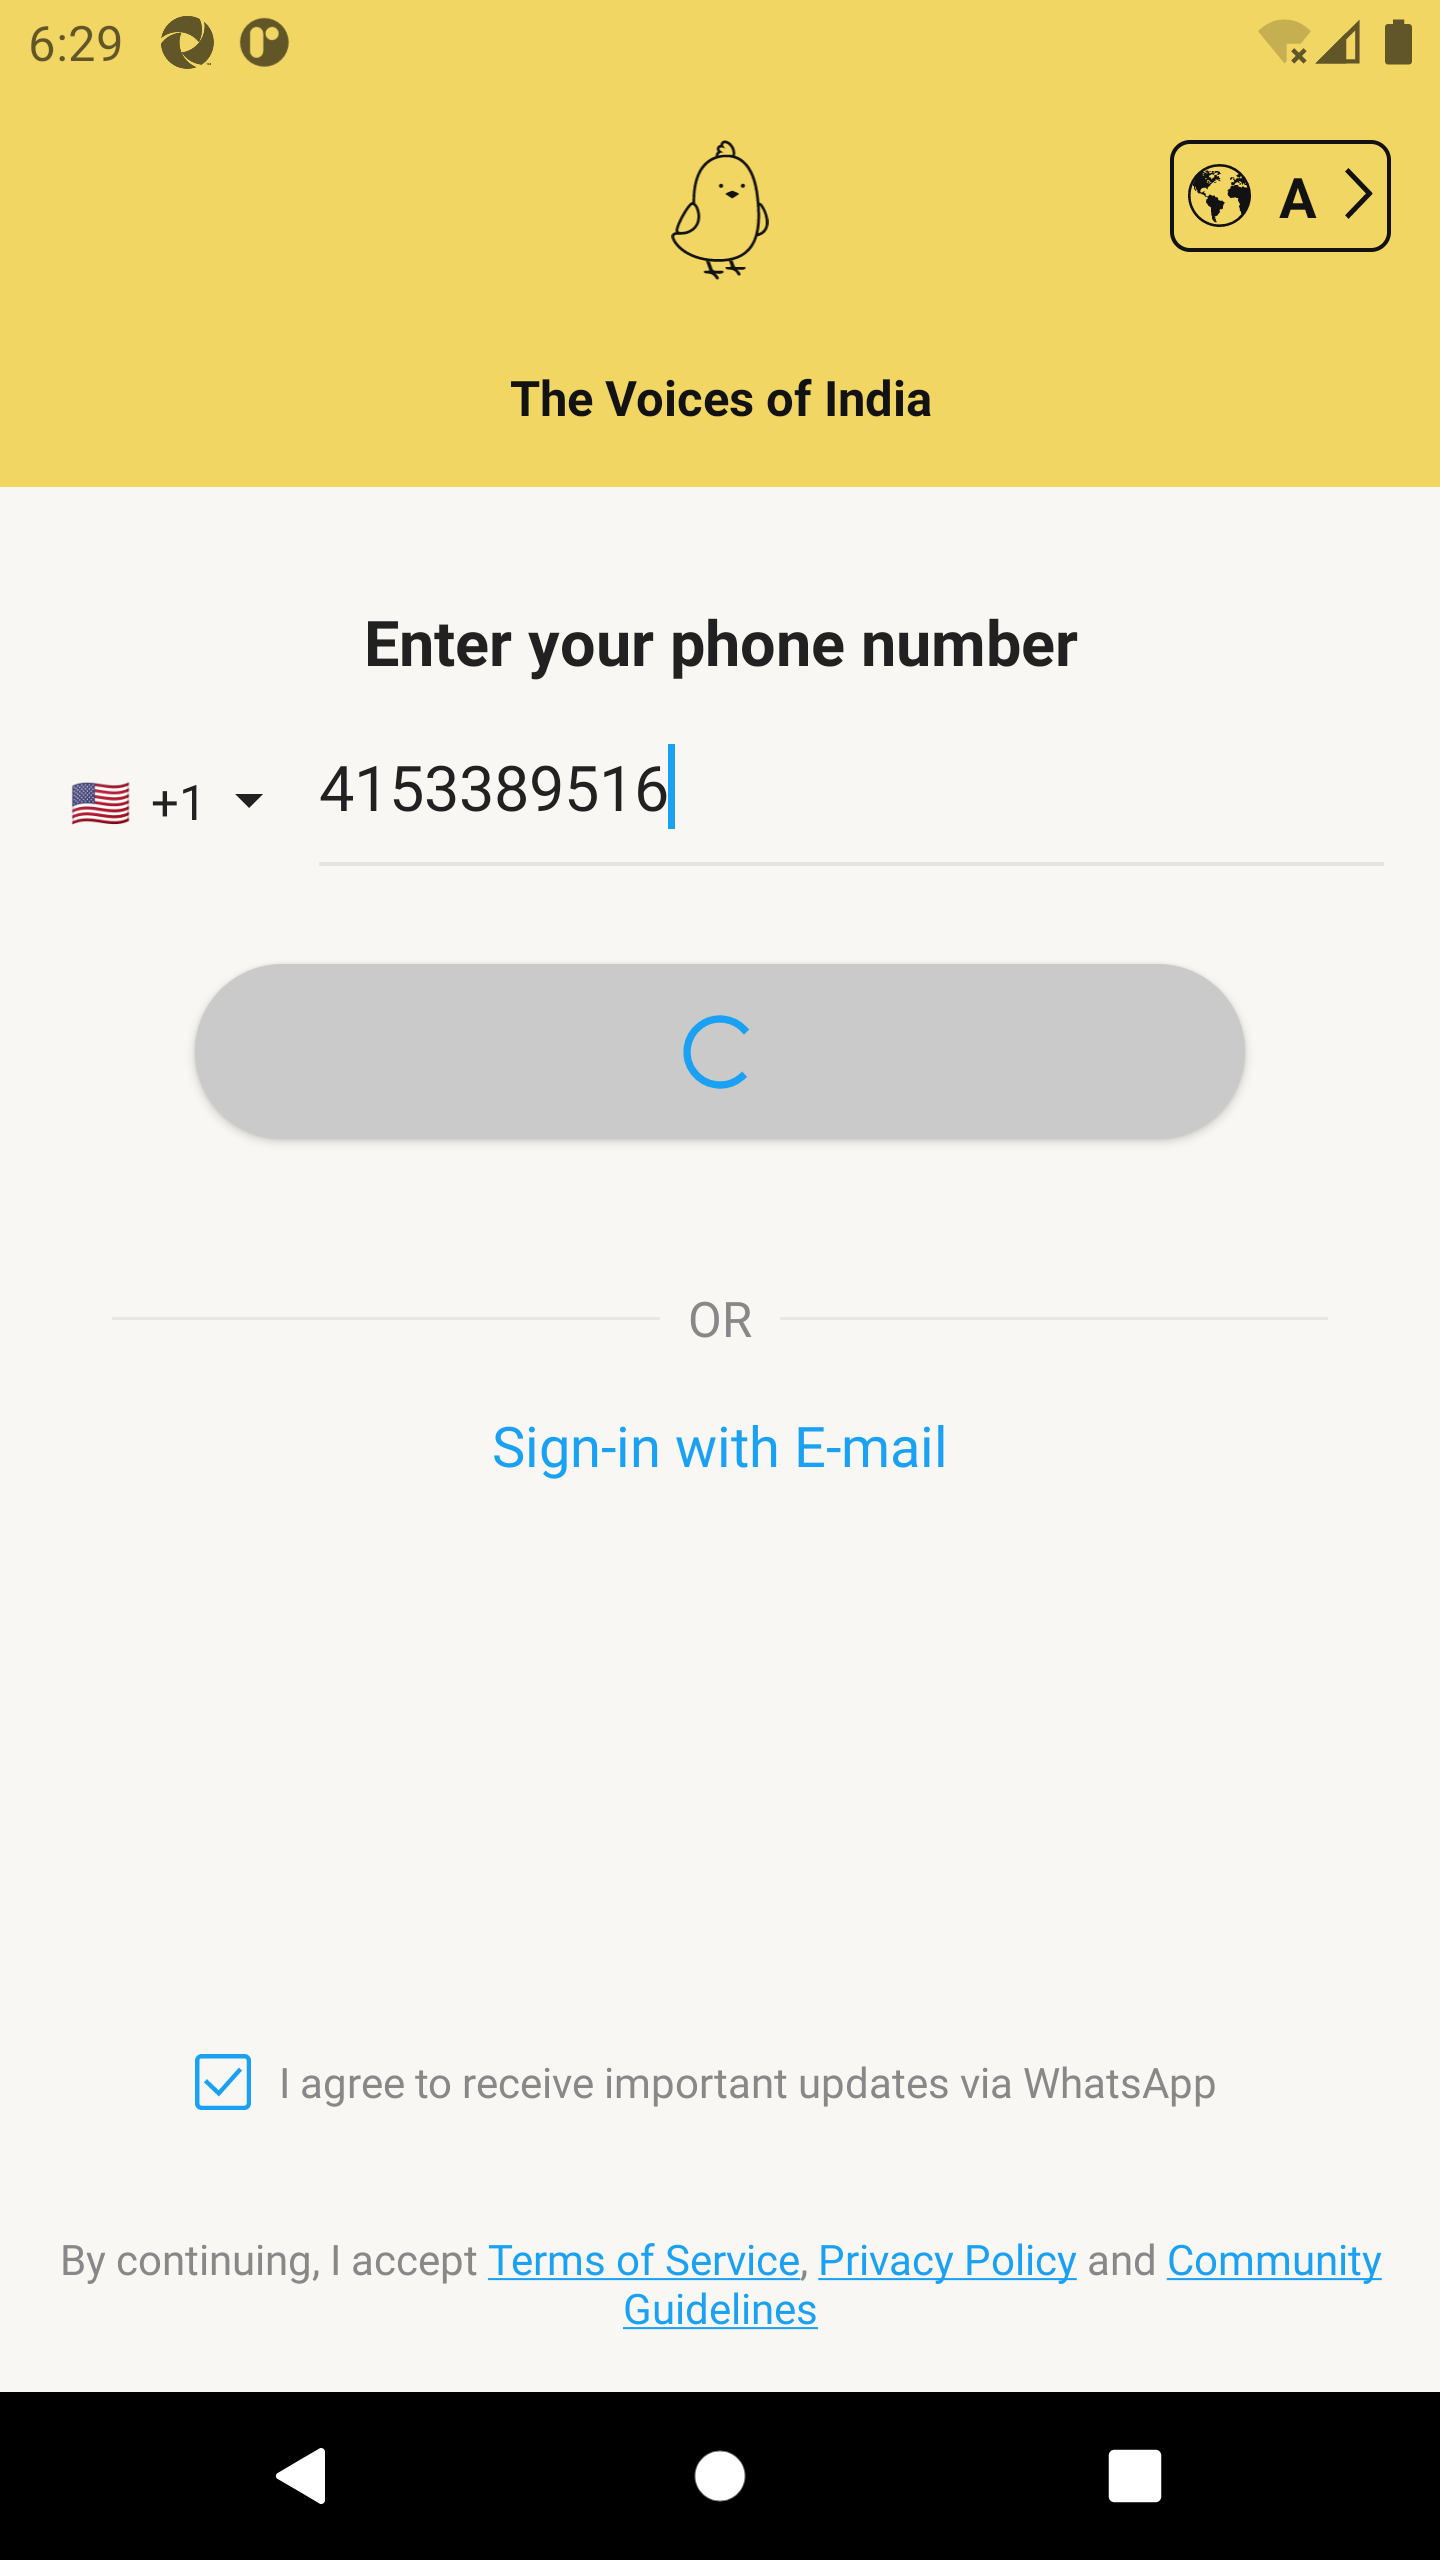 6:29
A
The Voices of India
Enter your phone number
+1
4153389516
OR
Sign-in with E-mail
I agree to receive important updates via WhatsApp
By continuing, I accept Terms of Service, Privacy Policy and Community
Guidelines